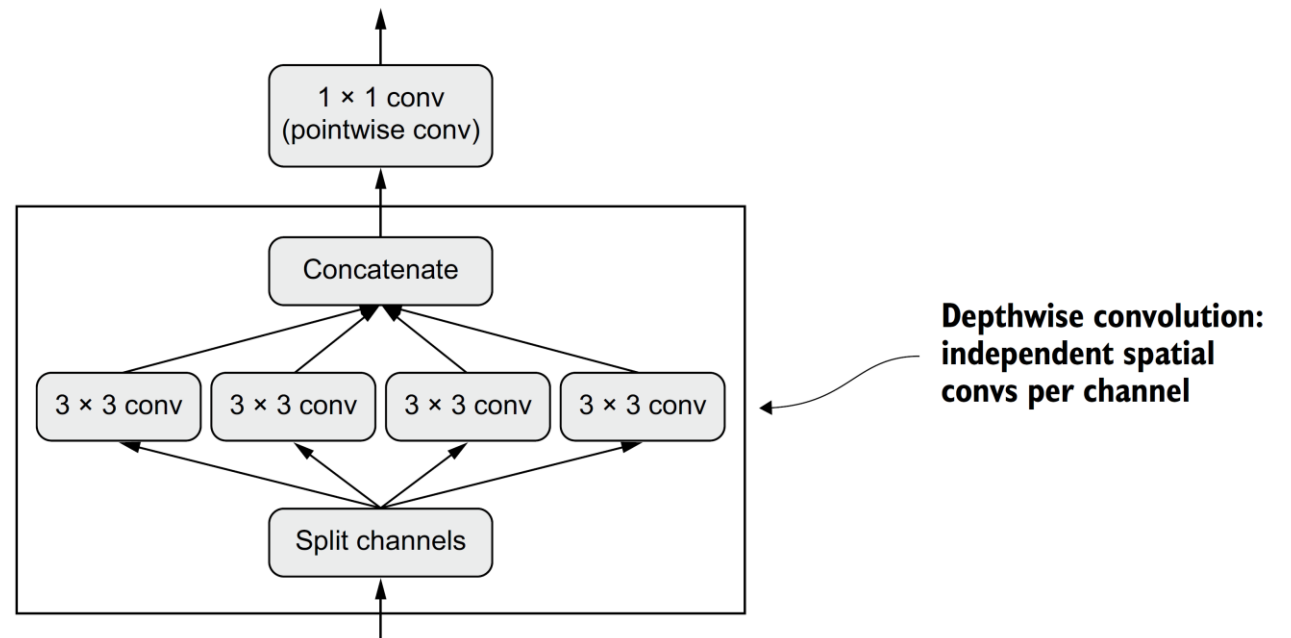 1 × 1 conv
(pointwise conv)
Concatenate
3 × 3 conv
3 × 3 conv
3 × 3 conv
3 × 3 conv
Split channels
Depthwise convolution:
independent spatial
convs per channel